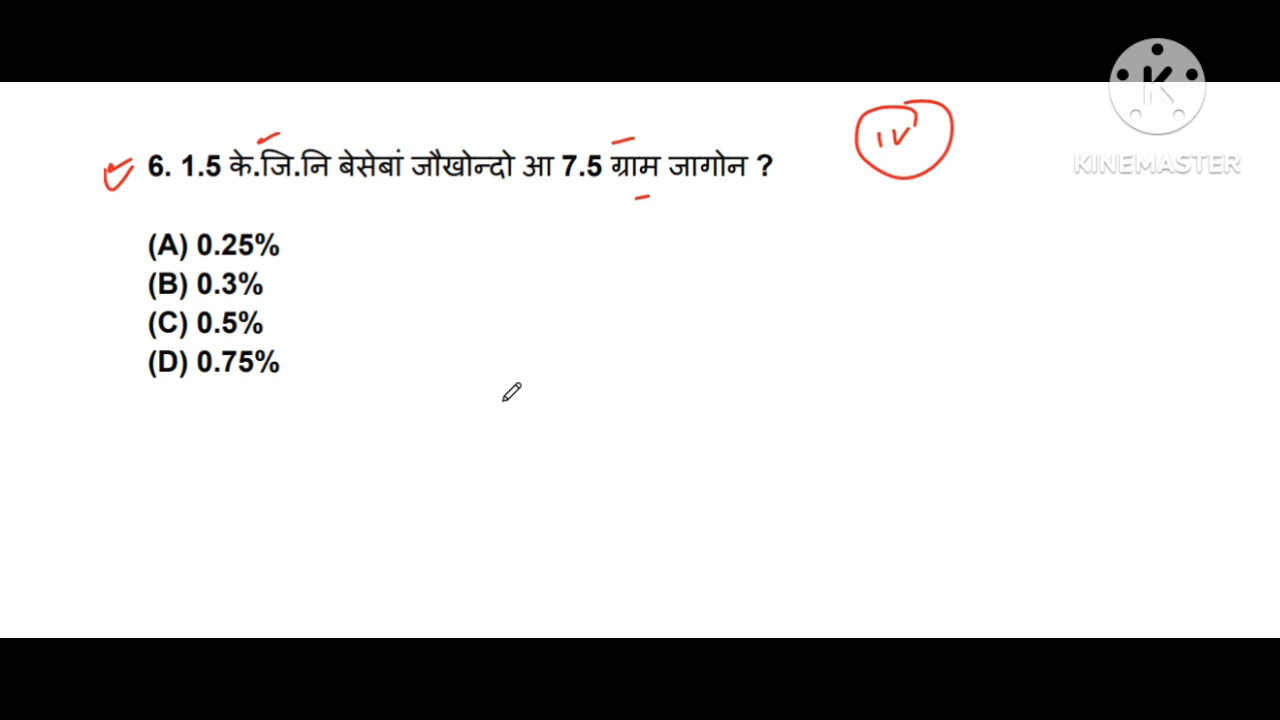 IV
K
KINEMASTER
6. 1.5 के.जि.नि बेसेबां जौखोन्दो आ 7.5 ग्राम जागोन ?
(A) 0.25%
(B) 0.3%
(C) 0.5%
(D) 0.75%